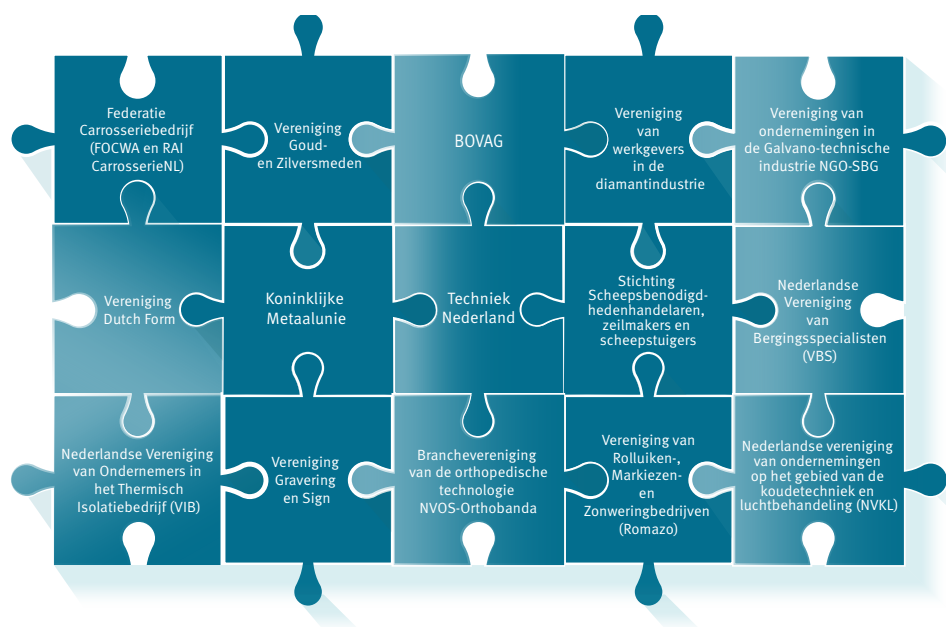 Federatie
Carrosseriebedrijf
(FOCWA en RAI
CarrosserieNL)
Vereniging
Goud-
en Zilversmeden
BOVAG
Vereniging
van
werkgevers
in de
diamantindustrie
Vereniging van
ondernemingen in
de Galvano-technische
industrie NGO-SBG
Vereniging
Dutch Form
Koninklijke
Metaalunie
Techniek
Nederland
Stichting
Scheepsbenodigd-
hedenhandelaren,
zeilmakers en
scheepstuigers
Nederlandse
Vereniging
van
Bergingsspecialisten
(VBS)
Nederlandse Vereniging
van Ondernemers in
het Thermisch
Isolatiebedrijf (VIB)
Vereniging
Gravering
en Sign
Branchevereniging
van de orthopedische
technologie
NVOS-Orthobanda
Vereniging van
Rolluiken-,
Markiezen-
en
Zonweringbedrijven
(Romazo)
Nederlandse vereniging
van ondernemingen
op het gebied van de
koudetechniek en
luchtbehandeling (NVKL)